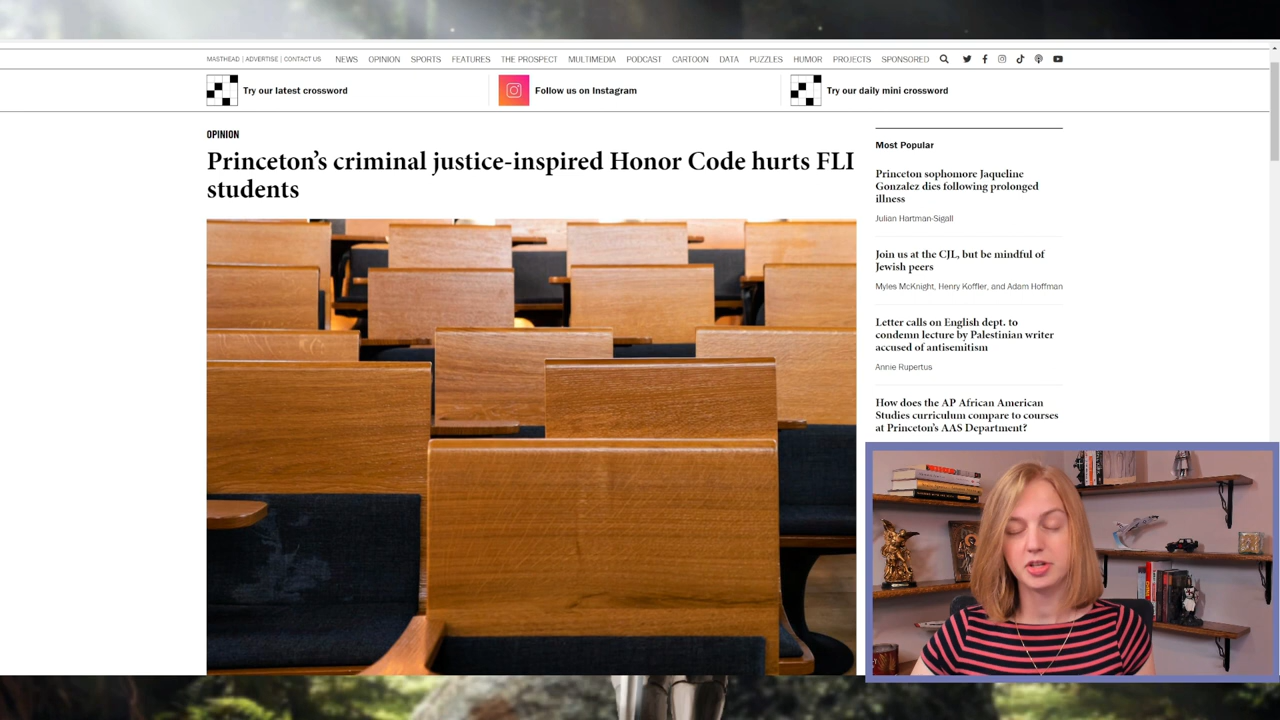 MASTHEAD | ADVERTISE | CONTACT US NEWS OPINION SPORTS FEATURES THE PROSPECT MULTIMEDIA PODCAST CARTOON DATA PUZZLES HUMOR PROJECTS SPONSORED
Try our latest crossword
Follow us on Instagram
Try our daily mini crossword
OPINION
Princeton's criminal justice-inspired Honor Code hurts FLI
students
Most Popular
Princeton sophomore Jaqueline
Gonzalez dies following prolonged
illness
Julian Hartman-Sigall
Join us at the CJL, but be mindful of
Jewish peers
Myles McKnight, Henry Koffler, and Adam Hoffman
Letter calls on English dept. to
condemn lecture by Palestinian writer
accused of antisemitism
Annie Rupertus
How does the AP African American
Studies curriculum compare to courses
at Princeton's AAS Department?